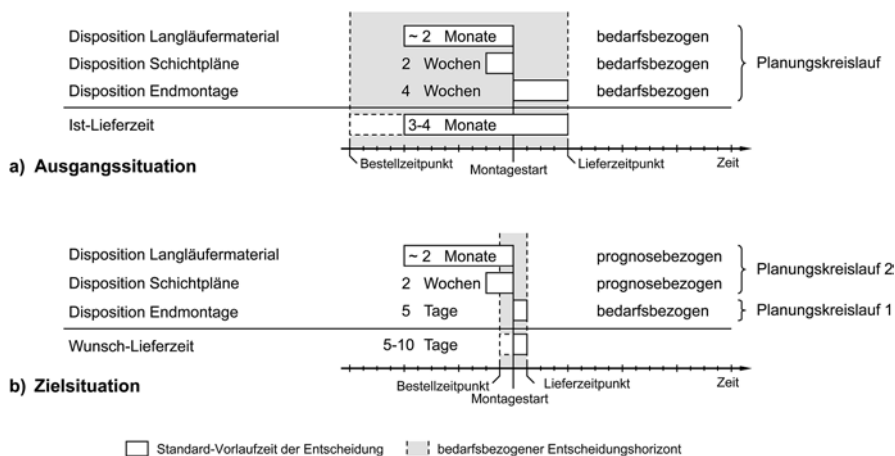 Disposition Langläufermaterial ~ 2 Monate bedarfsbezogen
Disposition Schichtpläne 2 Wochen bedarfsbezogen Planungskreislauf
Disposition Endmontage 4 Wochen bedarfsbezogen
Ist-Lieferzeit 3-4 Monate
Bestellzeitpunkt Montagestart Lieferzeitpunkt Zeit
a) Ausgangssituation
Disposition Langläufermaterial ~ 2 Monate prognosebezogen
Planungskreislauf 2
Disposition Schichtpläne 2 Wochen prognosebezogen
Disposition Endmontage 5 Tage bedarfsbezogen Planungskreislauf 1
Wunsch-Lieferzeit 5-10 Tage
Bestellzeitpunkt Montagestart Lieferzeitpunkt Zeit
b) Zielsituation
Standard-Vorlaufzeit der Entscheidung bedarfsbezogener Entscheidungshorizont